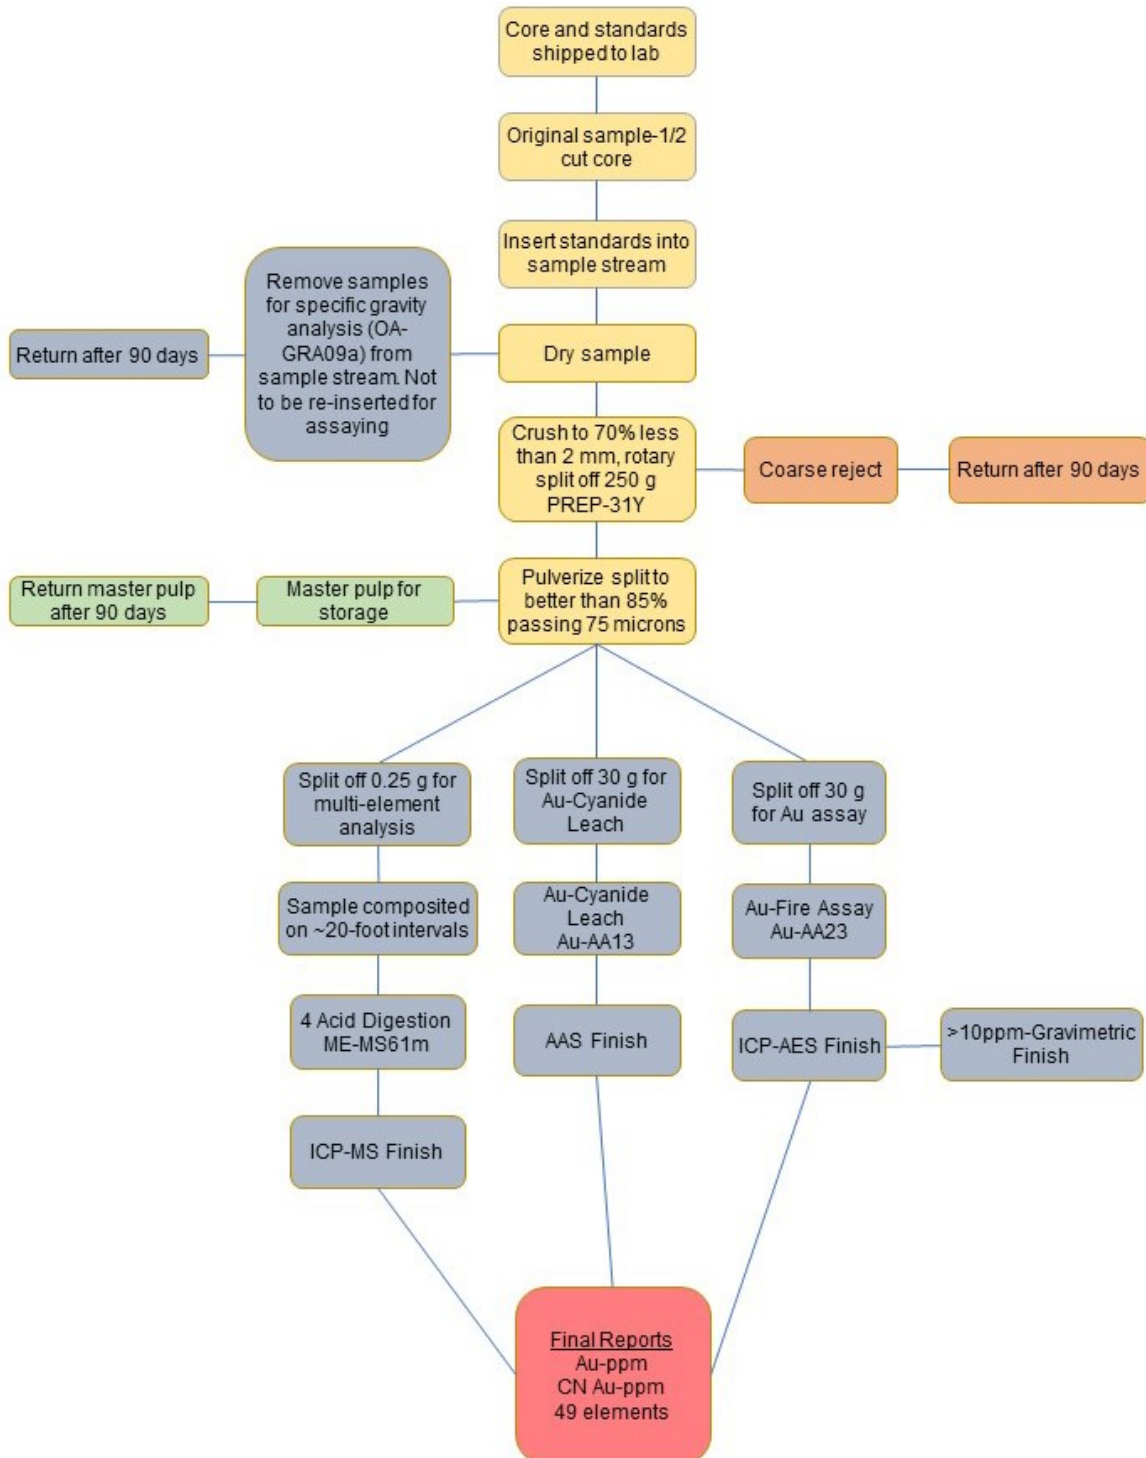 Core and standards
shipped to lab
Original sample-1/2
cut core
Insert standards into
sample stream
Remove samples
for specific gravity
analysis (OA-
GRA09a) from
sample stream. Not
to be re-inserted for
assaying
Return after 90 days
Dry sample
Crush to 70% less
than 2 mm, rotary
split off 250 g
PREP-31Y
Coarse reject
Return after 90 days
Return master pulp
after 90 days
Master pulp for
storage
Pulverize split to
better than 85%
passing 75 microns
Split off 0.25 g for
multi-element
analysis
Split off 30 g for
Au-Cyanide
Leach
Split off 30 g
for Au assay
Sample composited
on ~20-foot intervals
Au-Cyanide
Leach
Au-AA13
Au-Fire Assay
Au-AA23
4 Acid Digestion
ME-MS61m
AAS Finish
ICP-AES Finish
>10ppm-Gravimetric
Finish
ICP-MS Finish
Final Reports
Au-ppm
CN Au-ppm
49 elements